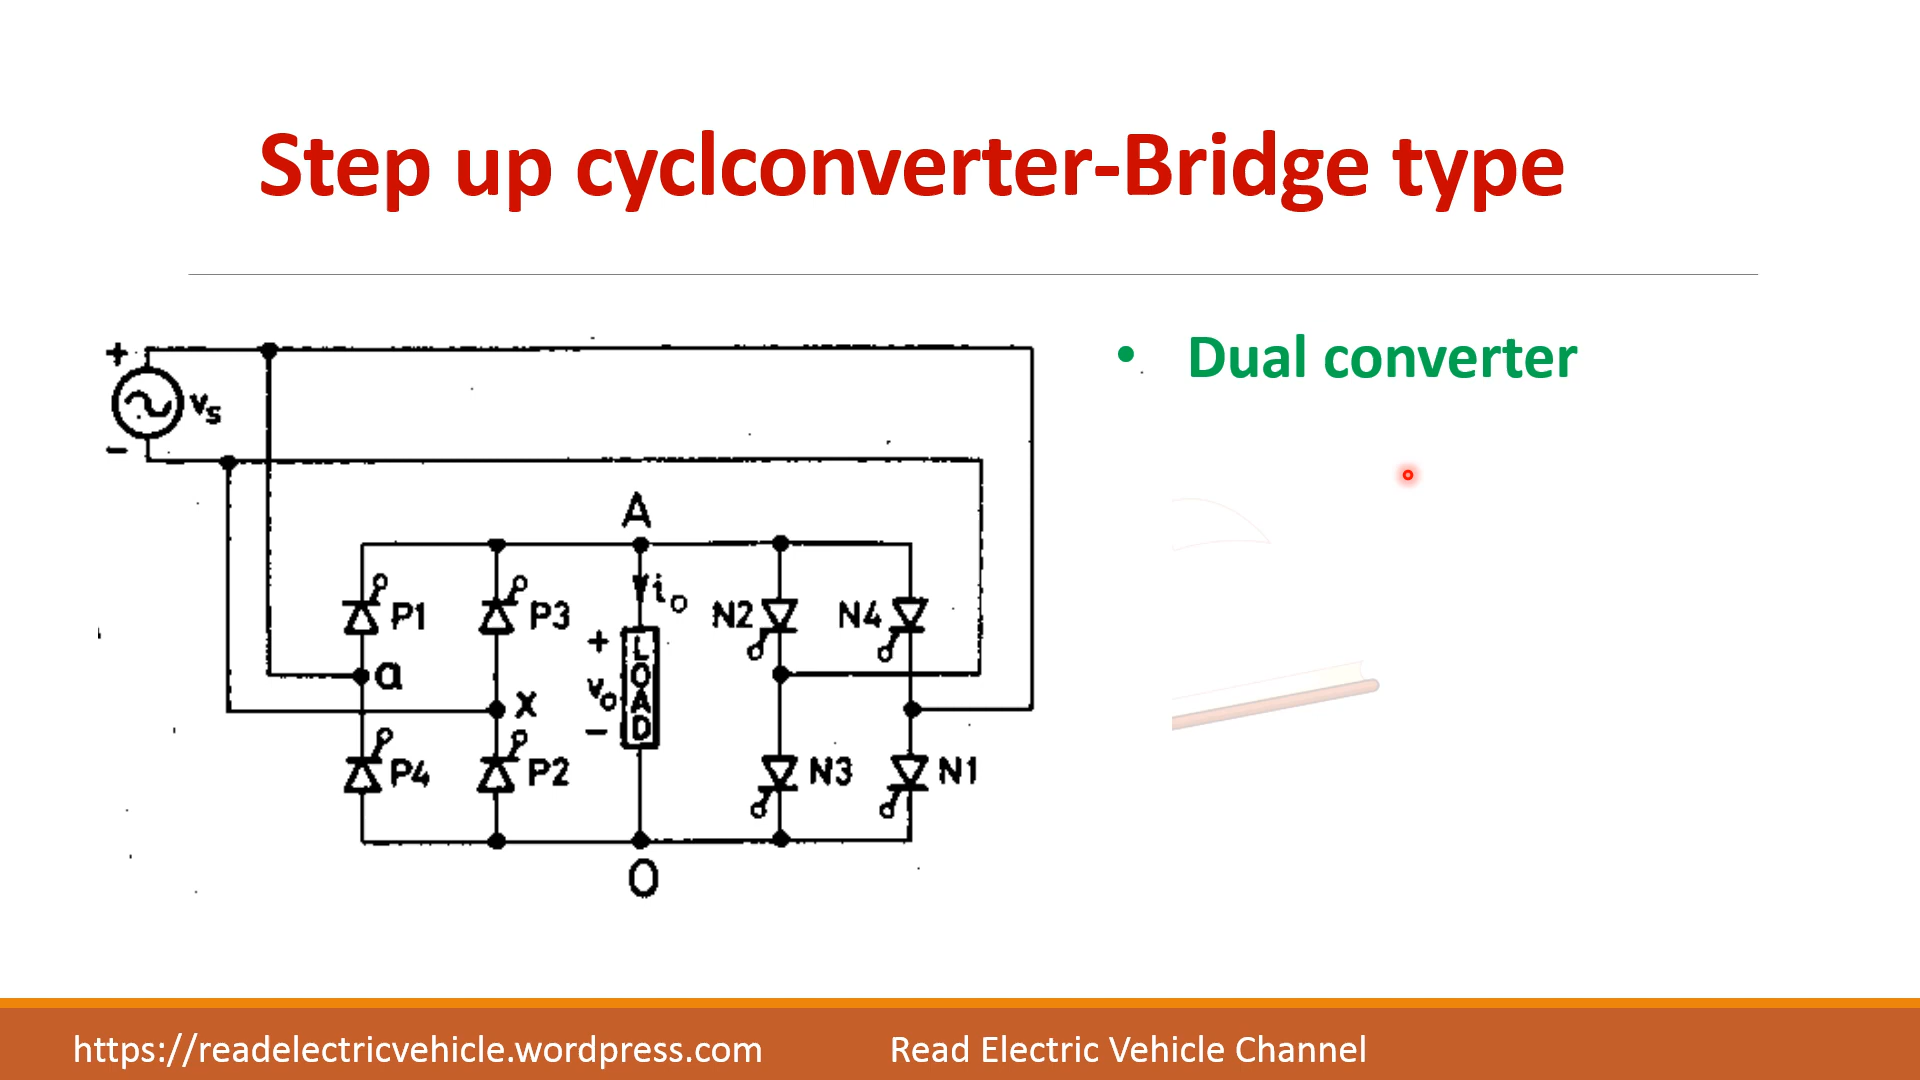 Step up cyclconverter-Bridge type
• Dual converter
+
vs
-
A
io
P1
P3
N2
N4
+
a
vo
LOAD
x
-
P4
P2
N3
N1
O
https://readelectricvehicle.wordpress.com
Read Electric Vehicle Channel